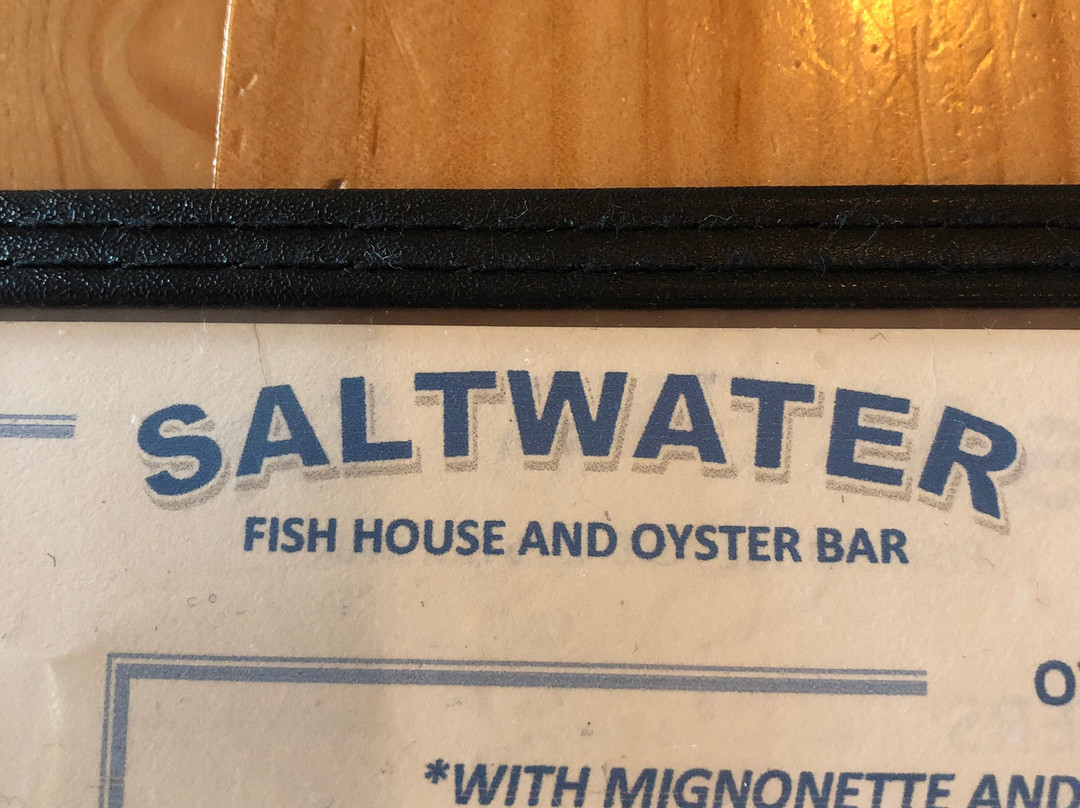 SALTWATER
FISH HOUSE AND OYSTER BAR
*WITH MIGNONETTE AND